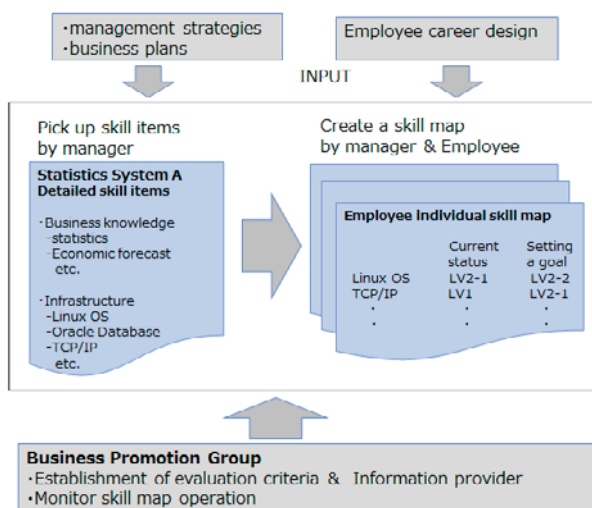 ·management strategies
·business plans
Employee career design
INPUT
Pick up skill items
by manager
Create a skill map
by manager & Employee
Statistics System A
Detailed skill items
·Business knowledge
-statistics
-Economic forecast
etc.
·Infrastructure
-Linux OS
-Oracle Database
-TCP/IP
etc.
Employee individual skill map
Current Setting
status a goal
Linux OS LV2-1 LV2-2
TCP/IP LV1 LV2-1
· ·
· ·
Business Promotion Group
·Establishment of evaluation criteria & Information provider
·Monitor skill map operation